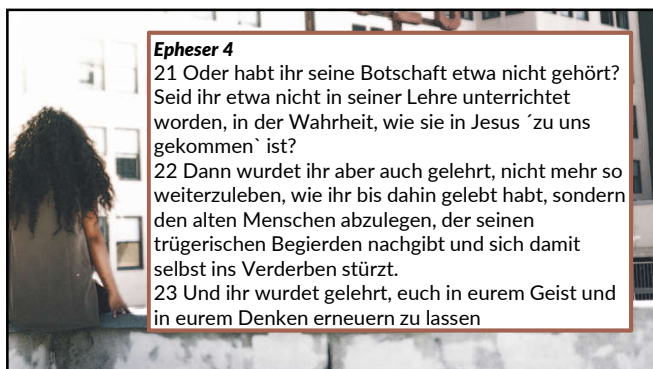 Epheser 4
21 Oder habt ihr seine Botschaft etwa nicht gehört?
Seid ihr etwa nicht in seiner Lehre unterrichtet
worden, in der Wahrheit, wie sie in Jesus ´zu uns
gekommen` ist?
22 Dann wurdet ihr aber auch gelehrt, nicht mehr so
weiterzuleben, wie ihr bis dahin gelebt habt, sondern
den alten Menschen abzulegen, der seinen
trügerischen Begierden nachgibt und sich damit
selbst ins Verderben stürzt.
23 Und ihr wurdet gelehrt, euch in eurem Geist und
in eurem Denken erneuern zu lassen